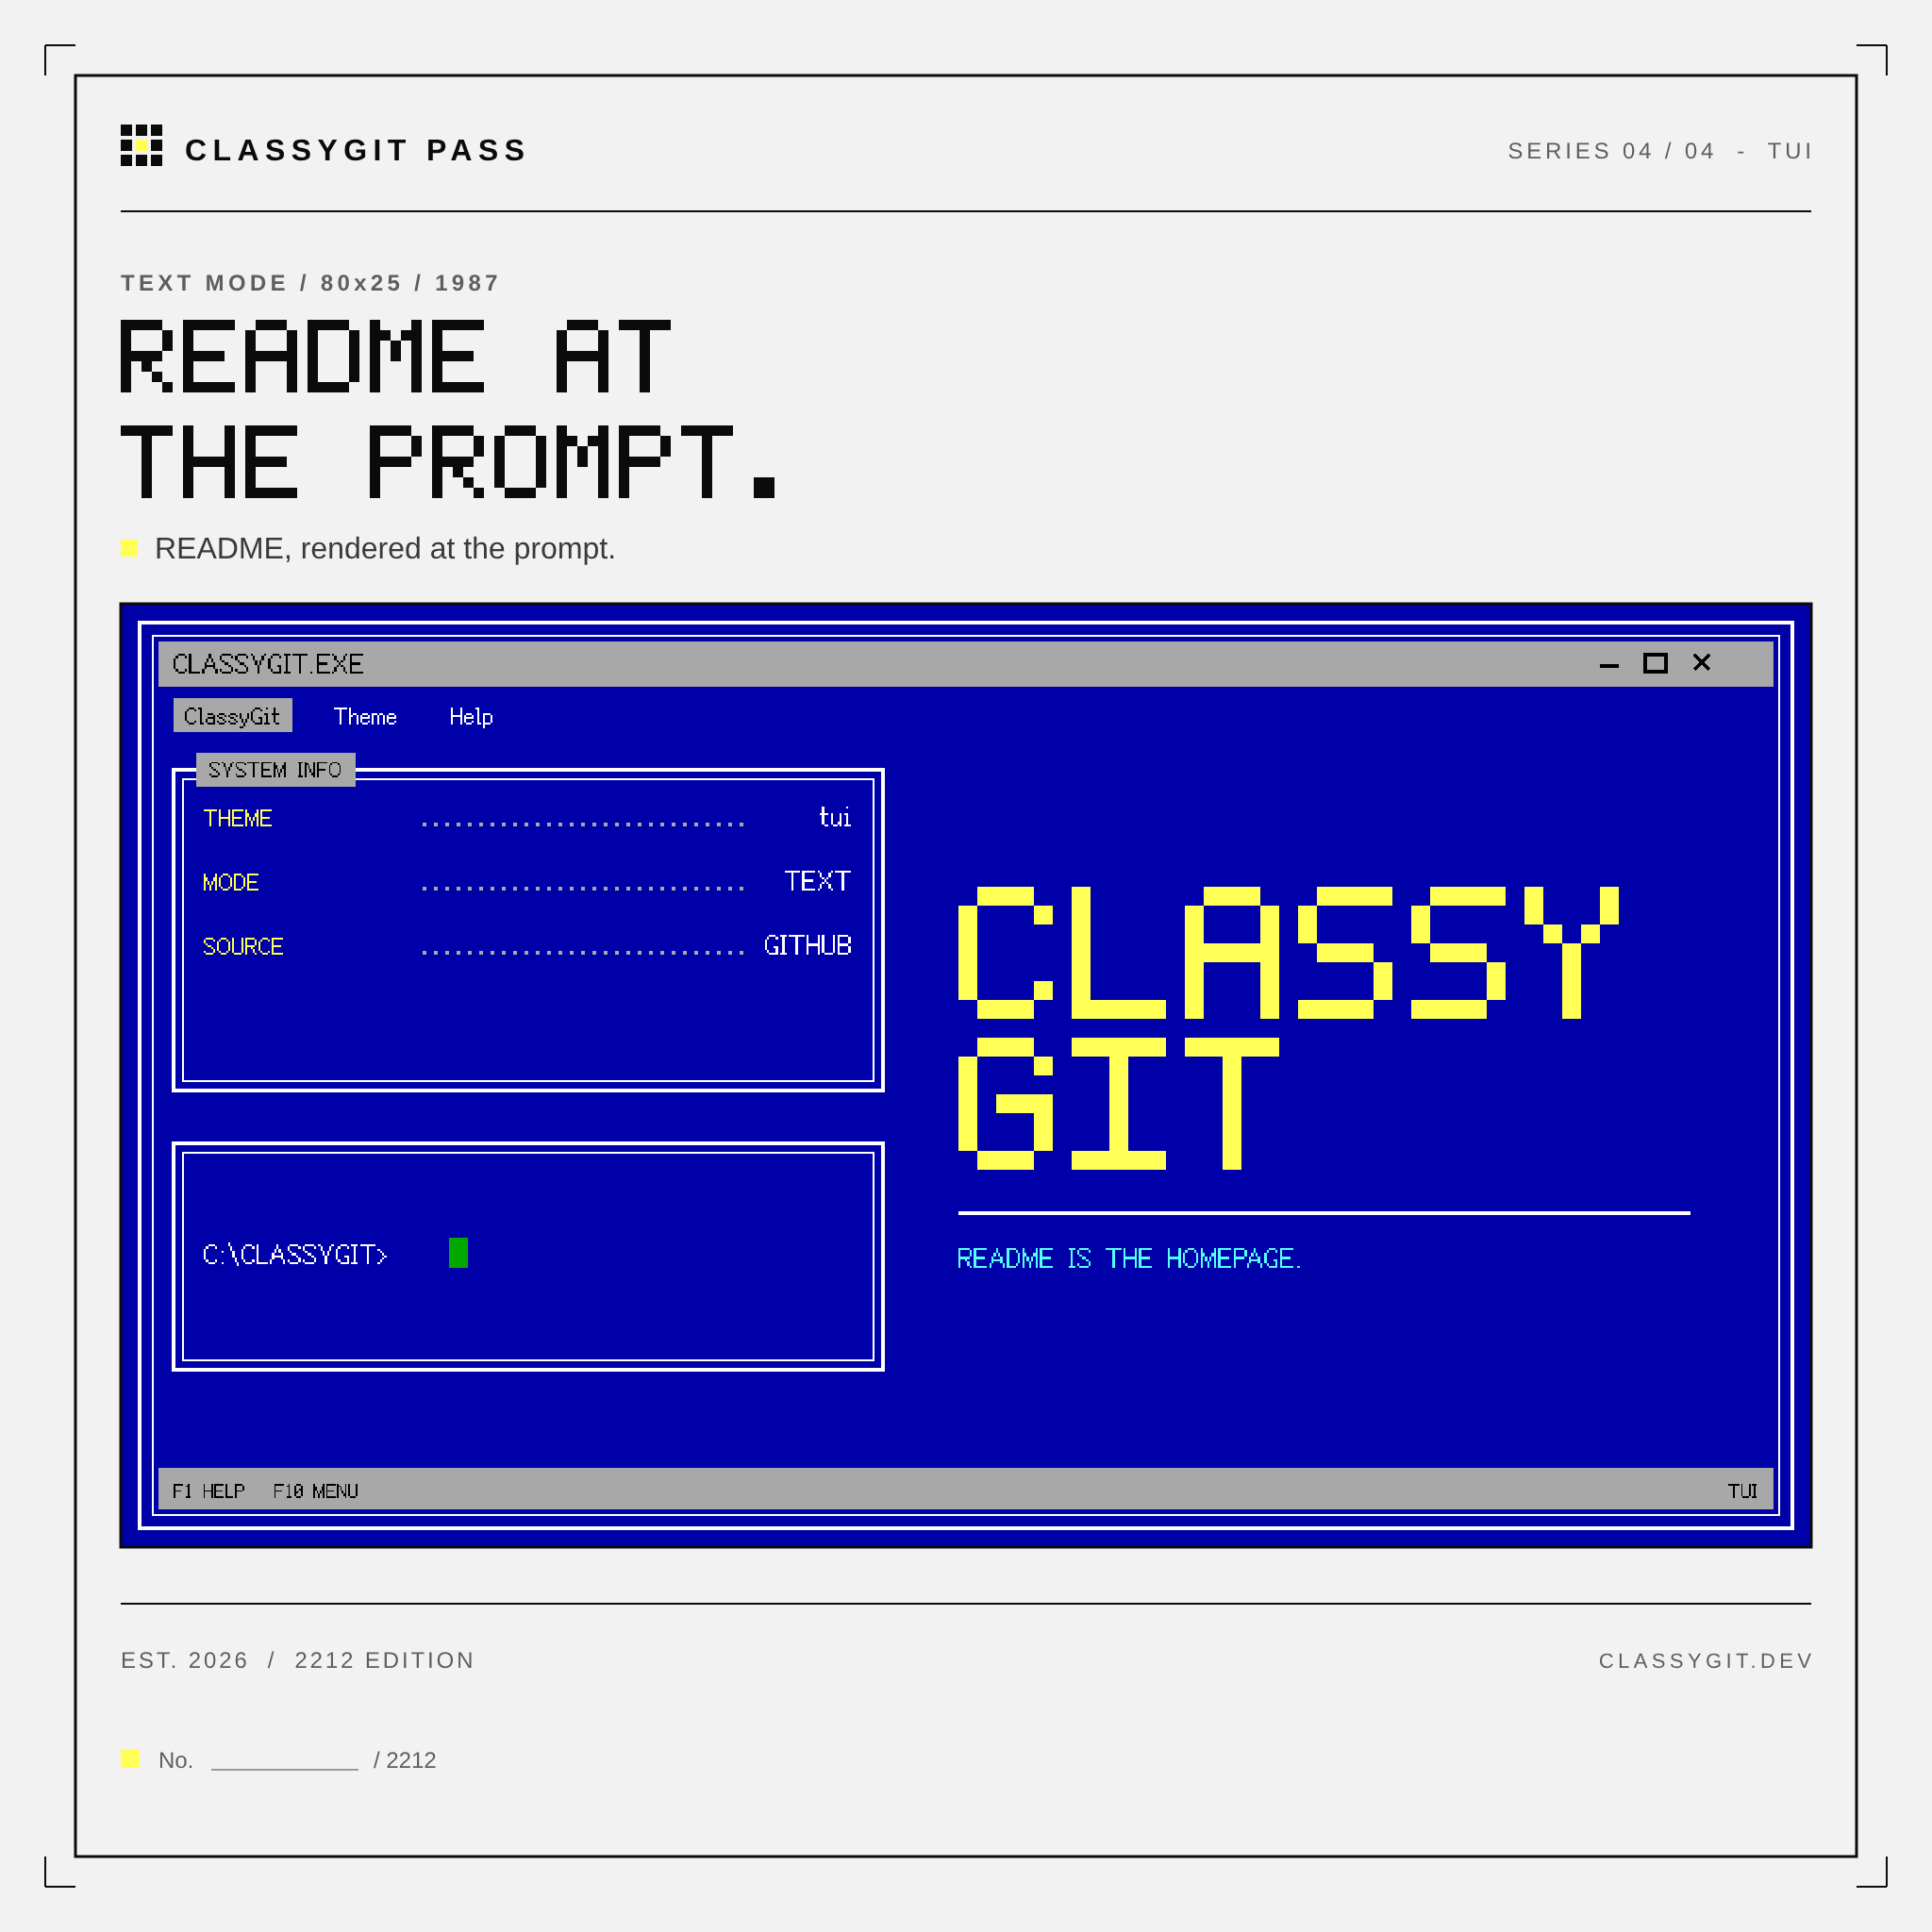 CLASSYGIT PASS
SERIES 04 / 04 - TUI
TEXT MODE / 80x25 / 1987
README AT
THE PROMPT.
README, rendered at the prompt.
CLASSYGIT.EXE
ClassyGit Theme Help
SYSTEM INFO
THEME ............................. tui
MODE ............................. TEXT
SOURCE ............................. GITHUB
C:\CLASSYGIT>
CLASSY
GIT
README IS THE HOMEPAGE.
F1 HELP F10 MENU
TUI
EST. 2026 / 2212 EDITION
CLASSYGIT.DEV
No. ____________ / 2212